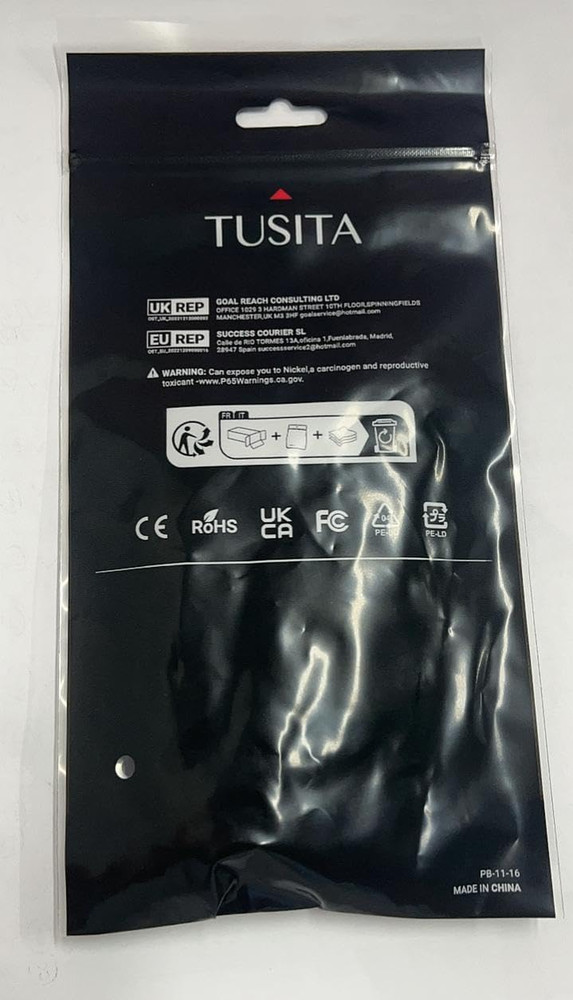 TUSITA
UK REP
GOAL REACH CONSULTING LTD
OFFICE 1029 3 HARDMAN STREET 10TH FLOOR,SPINNINGFIELDS
MANCHESTER,UK M3 3HF goalservice@hotmail.com
EU REP
SUCCESS COURIER SL
Calle de RIO TORMES 13A,oficina 1,Fuenlabrada, Madrid,
28947 Spain successservice2@hotmail.com
WARNING: Can expose you to Nickel,a carcinogen and reproductive
toxicant -www.P65Warnings.ca.gov.
FR IT
+ +
CE RoHS UK CA FC 04
PE-LD
PB-11-16
MADE IN CHINA